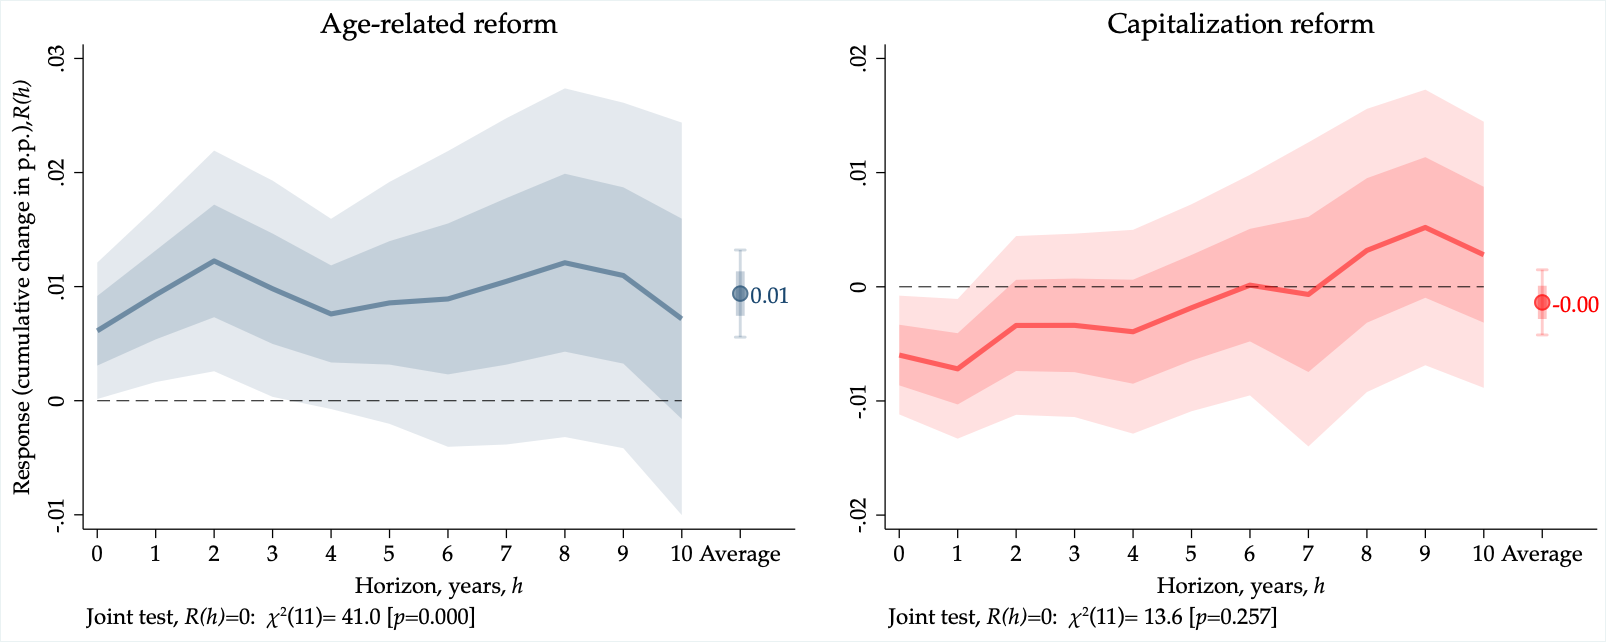 Age-related reform
Response (cumulative change in p.p.),R(h)
.03
.02
.01
0
-.01
0.01
0 1 2 3 4 5 6 7 8 9 10 Average
Horizon, years, h
Joint test, R(h)=0: χ²(11)= 41.0 [p=0.000]
Capitalization reform
.02
.01
0
-.01
-.02
-0.00
0 1 2 3 4 5 6 7 8 9 10 Average
Horizon, years, h
Joint test, R(h)=0: χ²(11)= 13.6 [p=0.257]